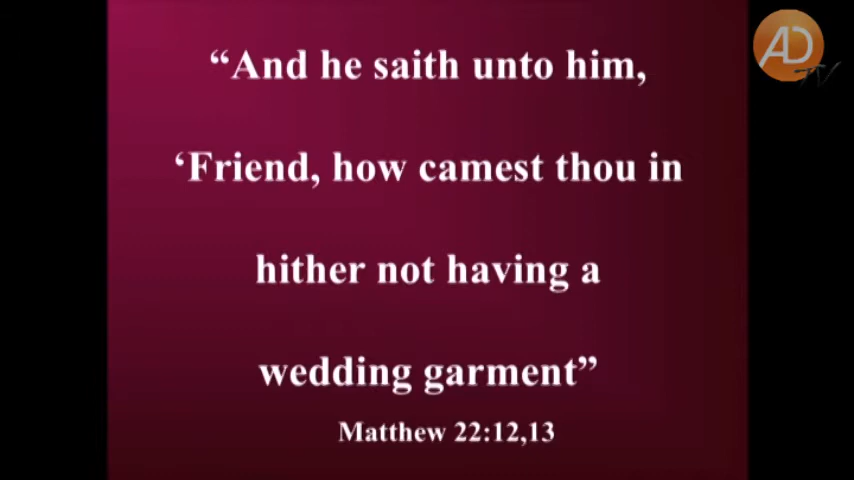 “And he saith unto him,
‘Friend, how camest thou in
hither not having a
wedding garment”
Matthew 22:12,13
AD
TV